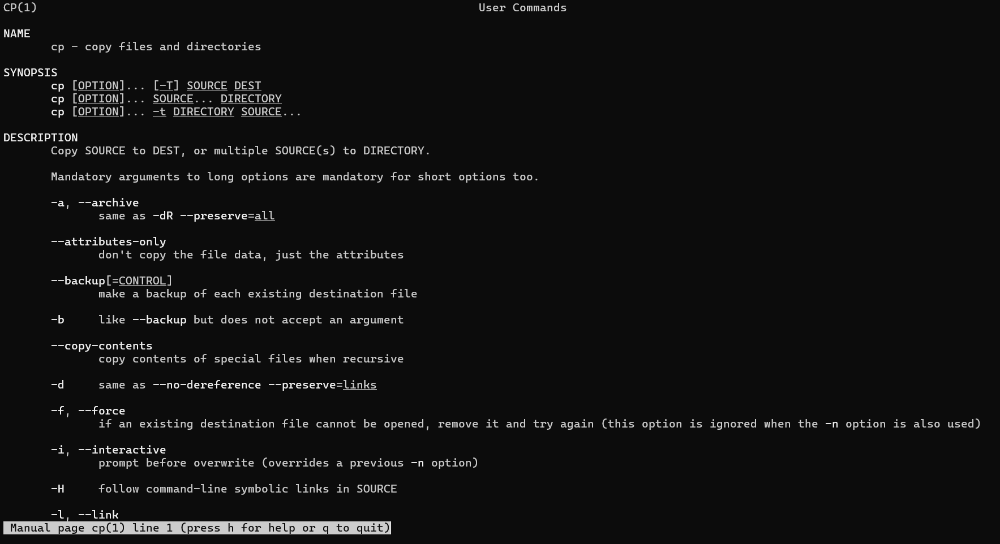 CP(1) User Commands
NAME
cp - copy files and directories
SYNOPSIS
cp [OPTION]... [-T] SOURCE DEST
cp [OPTION]... SOURCE... DIRECTORY
cp [OPTION]... -t DIRECTORY SOURCE...
DESCRIPTION
Copy SOURCE to DEST, or multiple SOURCE(s) to DIRECTORY.
Mandatory arguments to long options are mandatory for short options too.
-a, --archive
same as -dR --preserve=all
--attributes-only
don't copy the file data, just the attributes
--backup[=CONTROL]
make a backup of each existing destination file
-b like --backup but does not accept an argument
--copy-contents
copy contents of special files when recursive
-d same as --no-dereference --preserve=links
-f, --force
if an existing destination file cannot be opened, remove it and try again (this option is ignored when the -n option is also used)
-i, --interactive
prompt before overwrite (overrides a previous -n option)
-H follow command-line symbolic links in SOURCE
-l, --link
Manual page cp(1) line 1 (press h for help or q to quit)